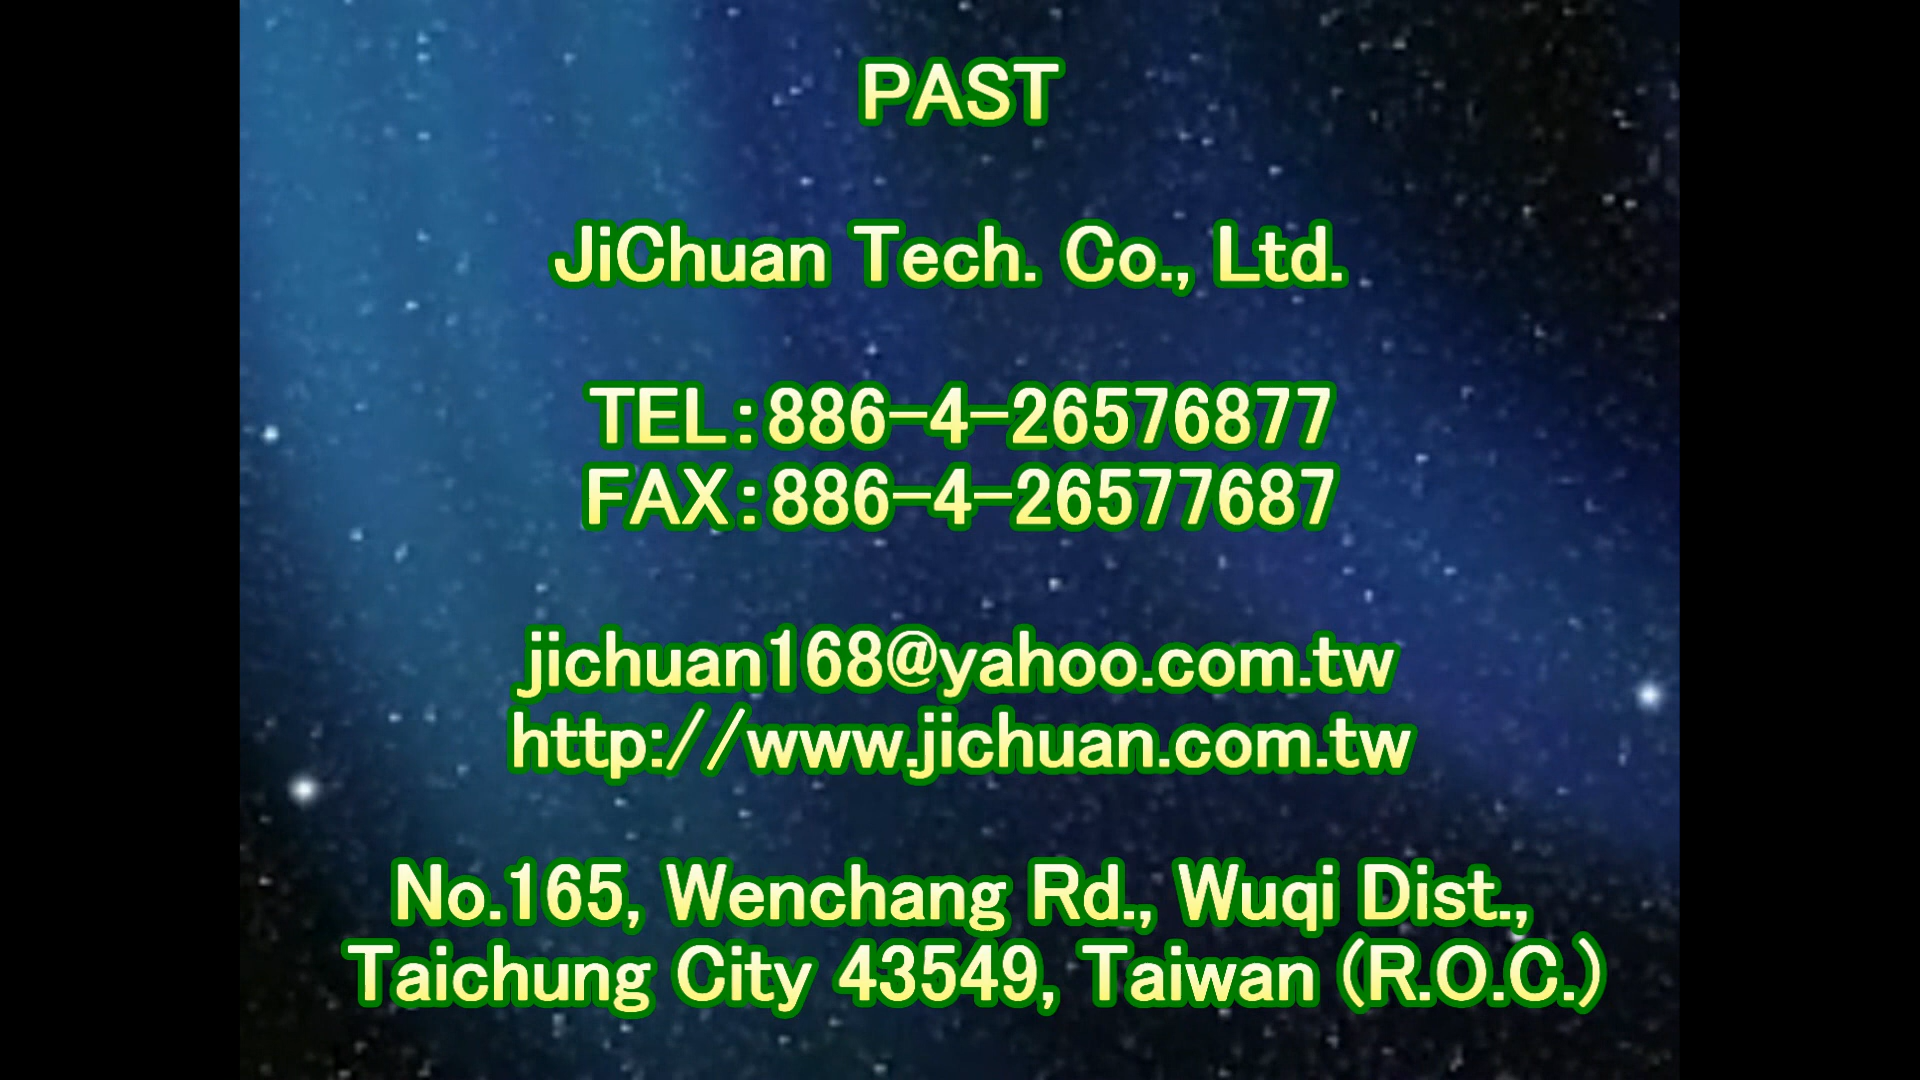 PAST
JiChuan Tech. Co., Ltd.
TEL:886-4-26576877
FAX:886-4-26577687
jichuan168@yahoo.com.tw
http://www.jichuan.com.tw
No.165, Wenchang Rd., Wuqi Dist.,
Taichung City 43549, Taiwan (R.O.C.)